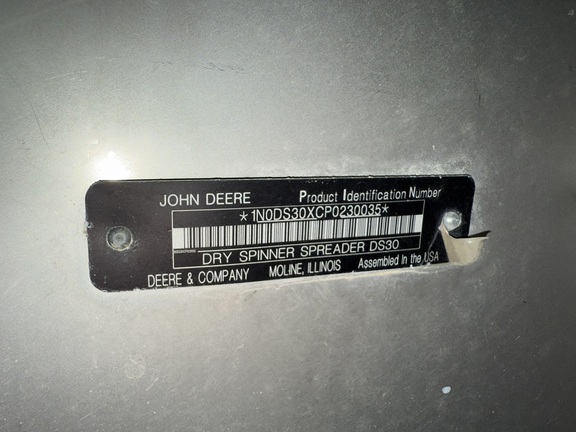 JOHN DEERE Product Identification Number
*1N0DS30XCP0230035*
DRY SPINNER SPREADER DS30
DEERE & COMPANY MOLINE, ILLINOIS Assembled in the USA